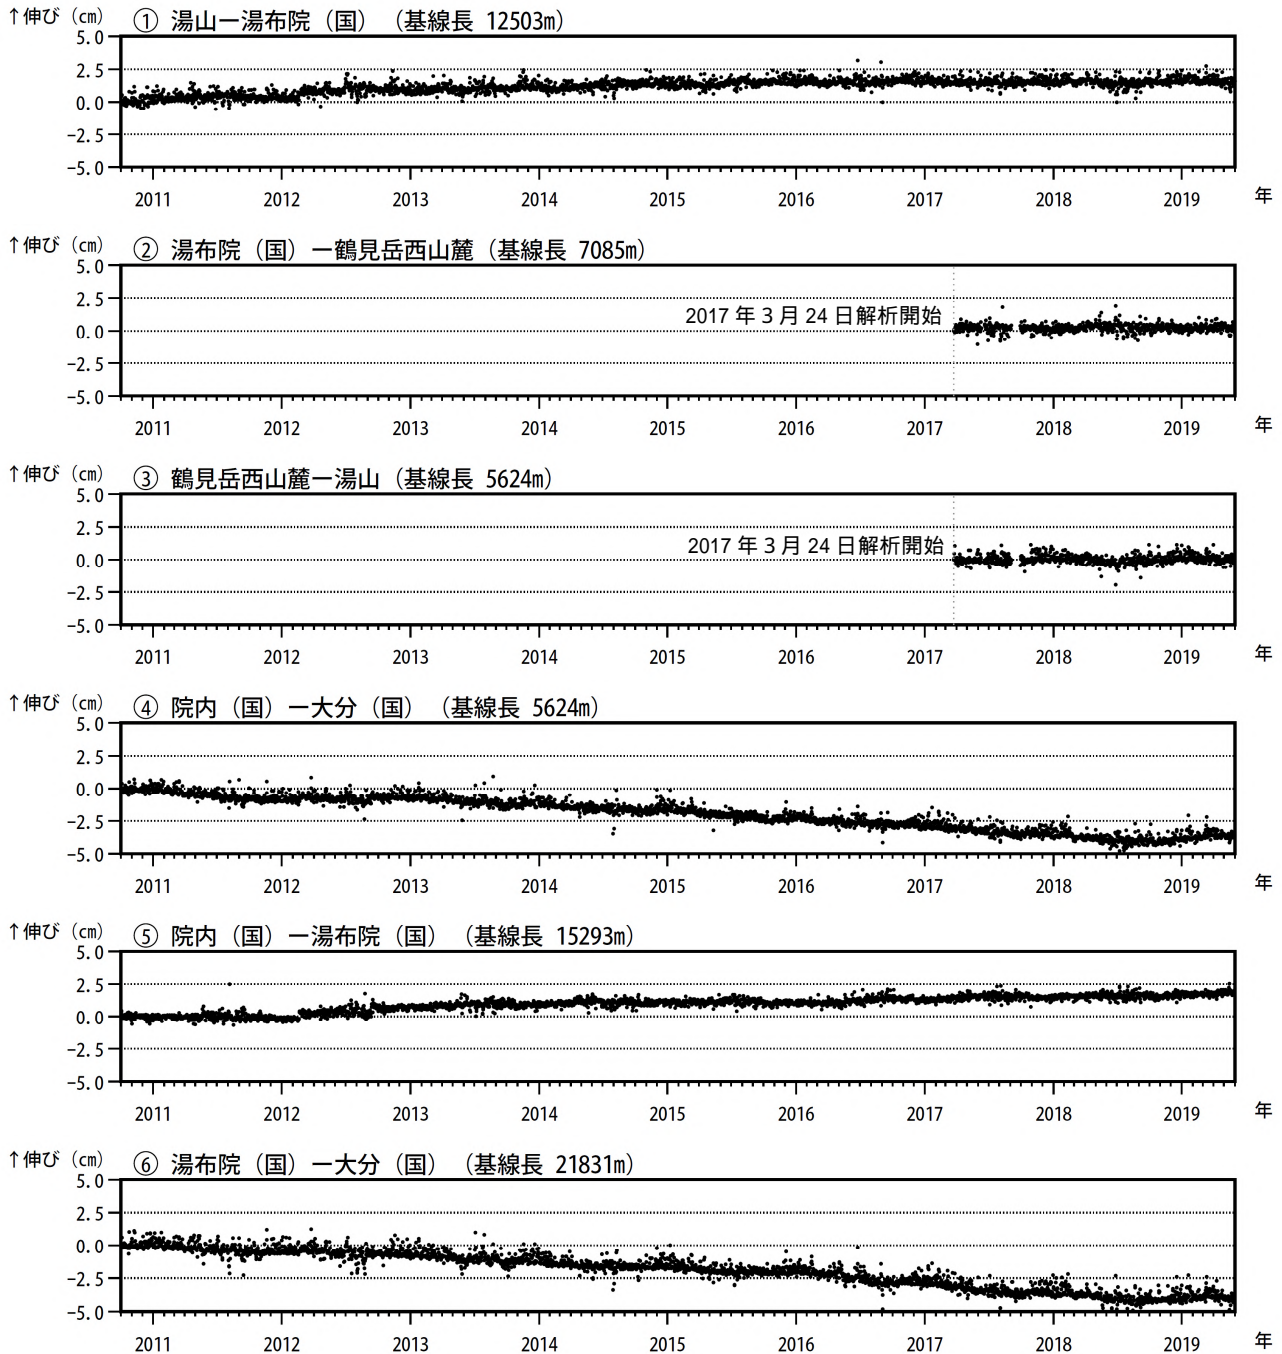 ↑伸び（㎝） ① 湯山ー湯布院（国）（基線長 12503m）
5.0
2.5
0.0
−2.5
−5.0
2011 2012 2013 2014 2015 2016 2017 2018 2019 年
↑伸び（㎝） ② 湯布院（国）ー鶴見岳西山麓（基線長 7085m）
5.0
2.5
2017 年 3 月 24 日解析開始
0.0
−2.5
−5.0
2011 2012 2013 2014 2015 2016 2017 2018 2019 年
↑伸び（㎝） ③ 鶴見岳西山麓ー湯山（基線長 5624m）
5.0
2.5
2017 年 3 月 24 日解析開始
0.0
−2.5
−5.0
2011 2012 2013 2014 2015 2016 2017 2018 2019 年
↑伸び（㎝） ④ 院内（国）ー大分（国）（基線長 5624m）
5.0
2.5
0.0
−2.5
−5.0
2011 2012 2013 2014 2015 2016 2017 2018 2019 年
↑伸び（㎝） ⑤ 院内（国）ー湯布院（国）（基線長 15293m）
5.0
2.5
0.0
−2.5
−5.0
2011 2012 2013 2014 2015 2016 2017 2018 2019 年
↑伸び（㎝） ⑥ 湯布院（国）ー大分（国）（基線長 21831m）
5.0
2.5
0.0
−2.5
−5.0
2011 2012 2013 2014 2015 2016 2017 2018 2019 年